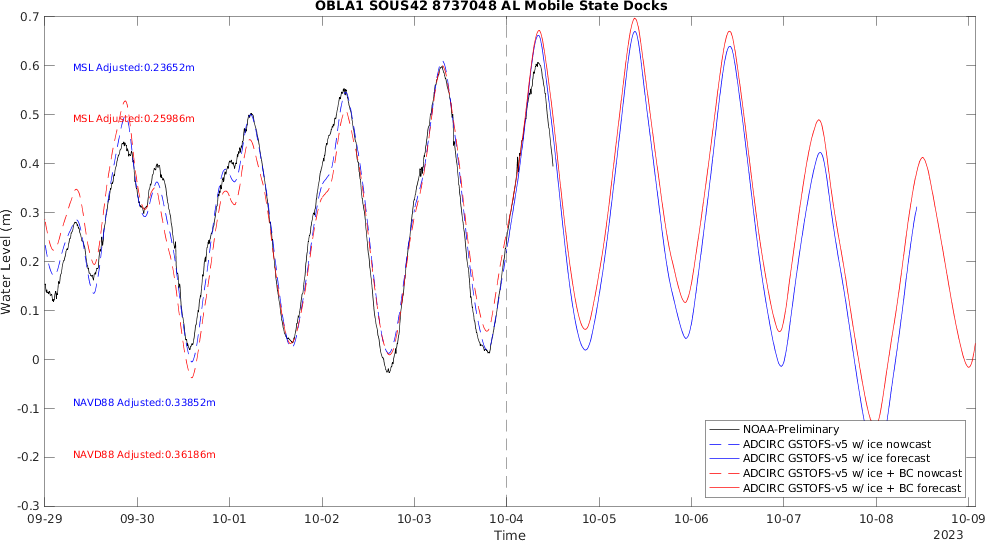 OBLA1 SOUS42 8737048 AL Mobile State Docks
0.7
0.6
0.5
0.4
0.3
0.2
0.1
0
-0.1
-0.2
-0.3
Water Level (m)
MSL Adjusted:0.23652m
MSL Adjusted:0.25986m
NAVD88 Adjusted:0.33852m
NAVD88 Adjusted:0.36186m
NOAA-Preliminary
ADCIRC GSTOFS-v5 w/ ice nowcast
ADCIRC GSTOFS-v5 w/ ice forecast
ADCIRC GSTOFS-v5 w/ ice + BC nowcast
ADCIRC GSTOFS-v5 w/ ice + BC forecast
09-29 09-30 10-01 10-02 10-03 10-04 10-05 10-06 10-07 10-08 10-09
Time
2023